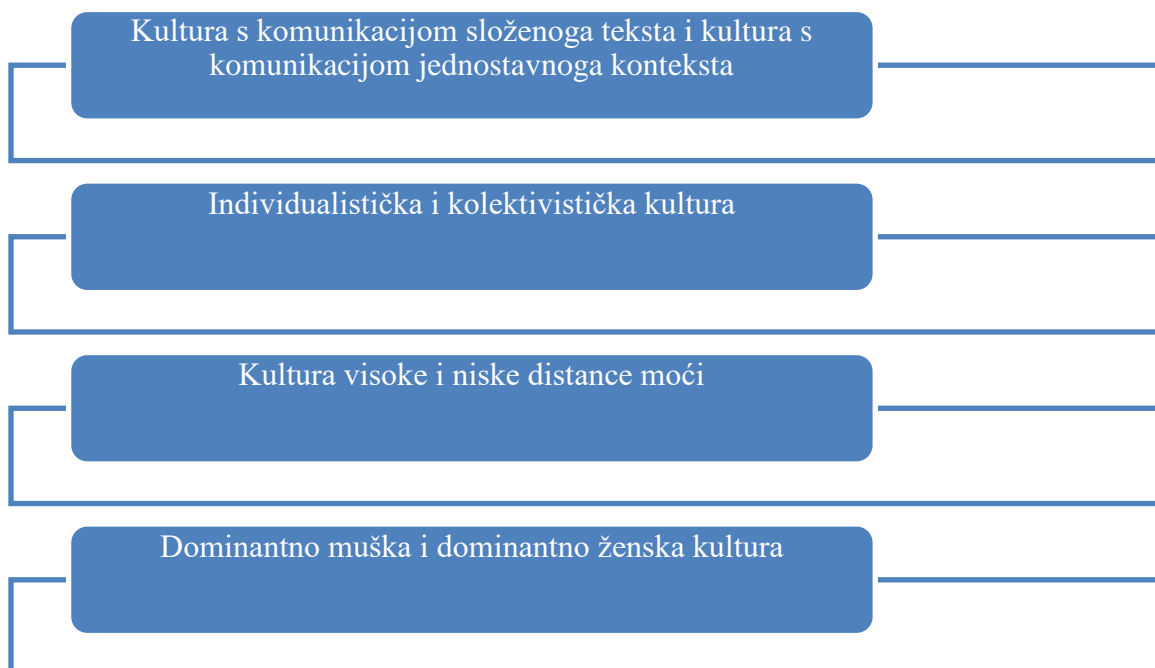 Kultura s komunikacijom složenoga teksta i kultura s
komunikacijom jednostavnoga konteksta
Individualistička i kolektivistička kultura
Kultura visoke i niske distance moći
Dominantno muška i dominantno ženska kultura